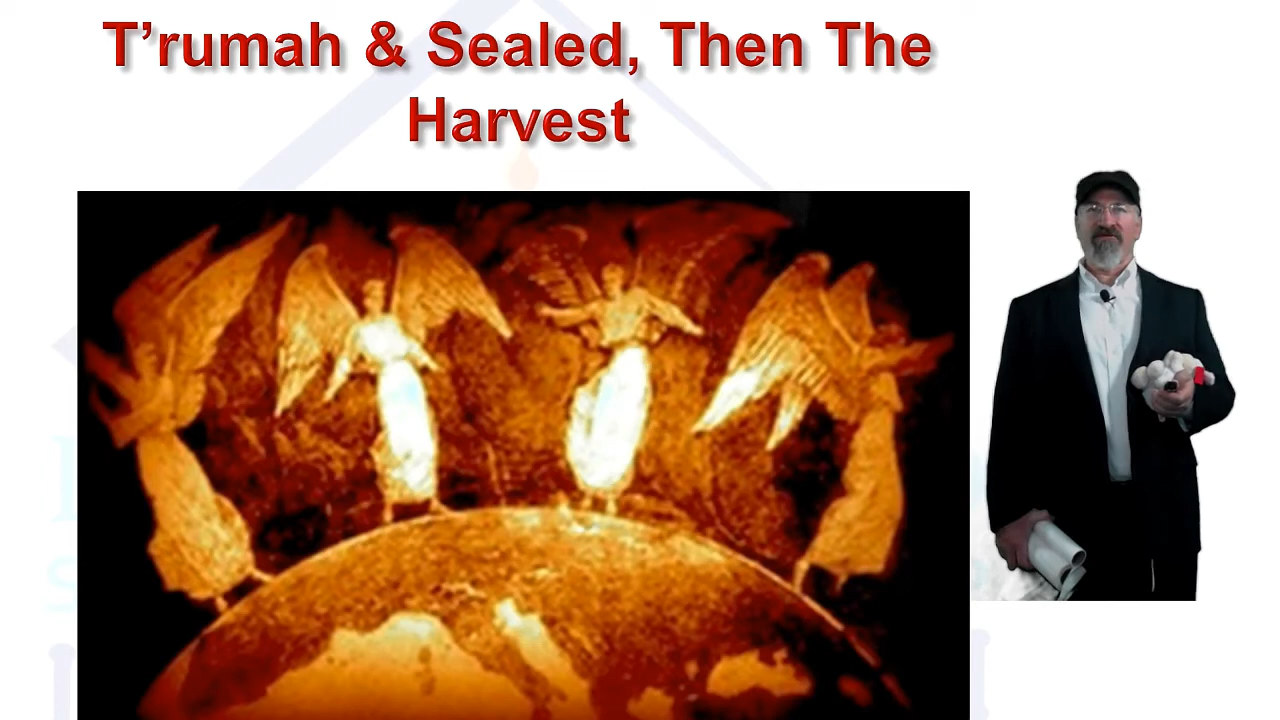 T’rumah & Sealed, Then The
Harvest